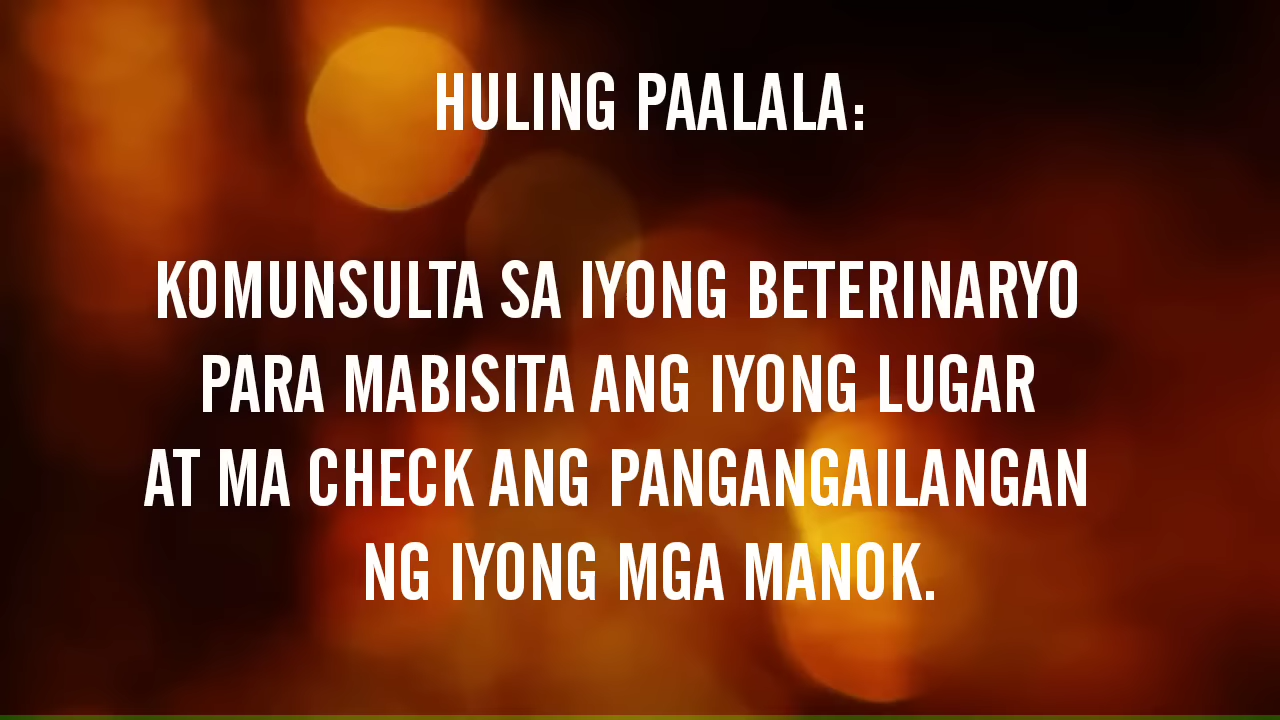 HULING PAALALA:
KOMUNSULTA SA IYONG BETERINARYO
PARA MABISITA ANG IYONG LUGAR
AT MA CHECK ANG PANGANGAILANGAN
NG IYONG MGA MANOK.